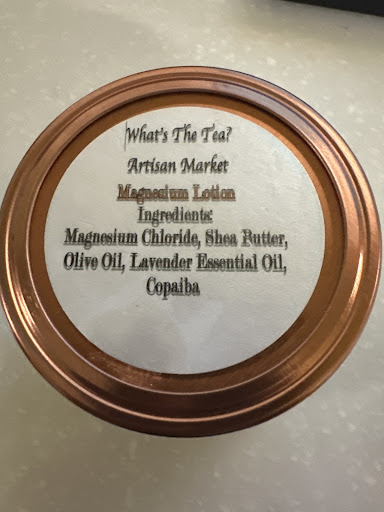 What's The Tea?
Artisan Market
Magnesium Lotion
Ingredients:
Magnesium Chloride, Shea Butter,
Olive Oil, Lavender Essential Oil,
Copaiba